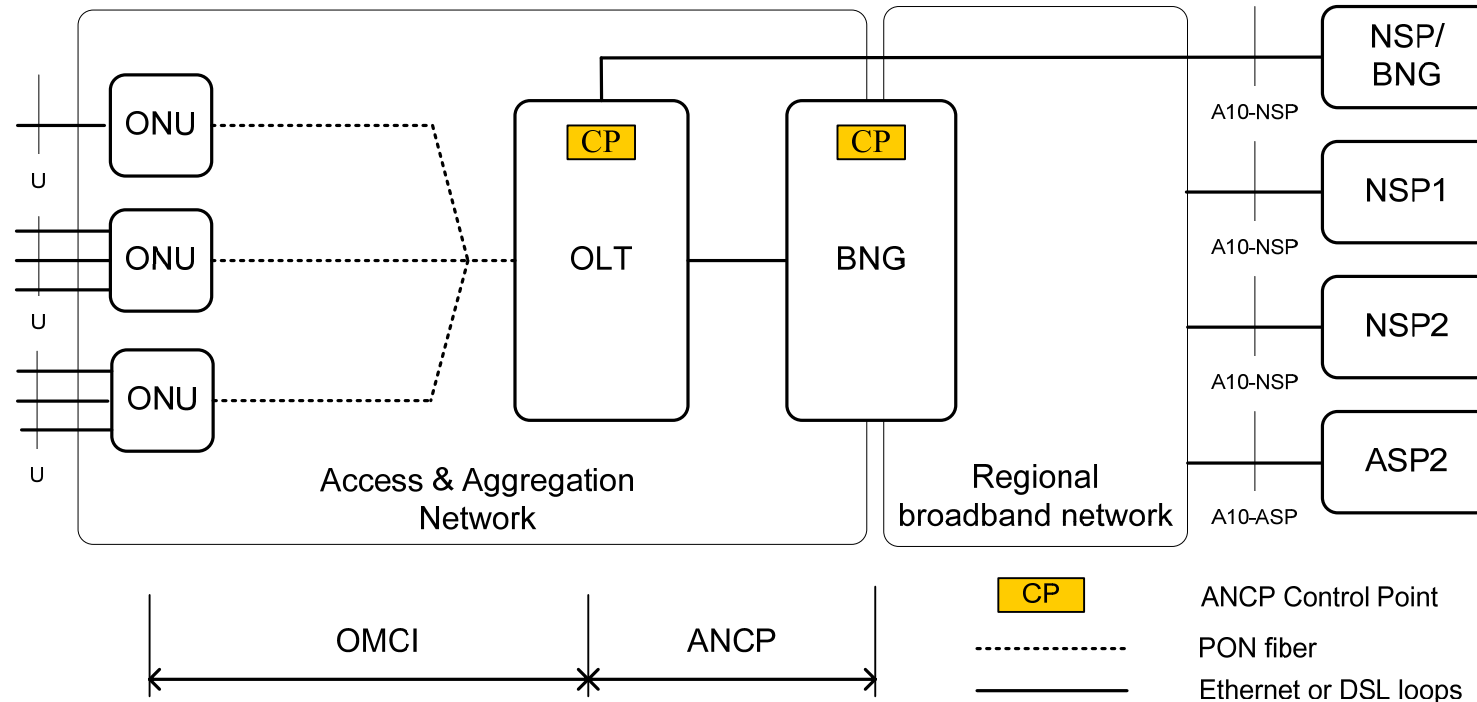 NSP/
BNG
A10-NSP
ONU
U
CP
CP
NSP1
A10-NSP
ONU
U
OLT
BNG
NSP2
A10-NSP
ONU
U
ASP2
A10-ASP
Access & Aggregation
Network
Regional
broadband network
OMCI
ANCP
CP
ANCP Control Point
PON fiber
Ethernet or DSL loops